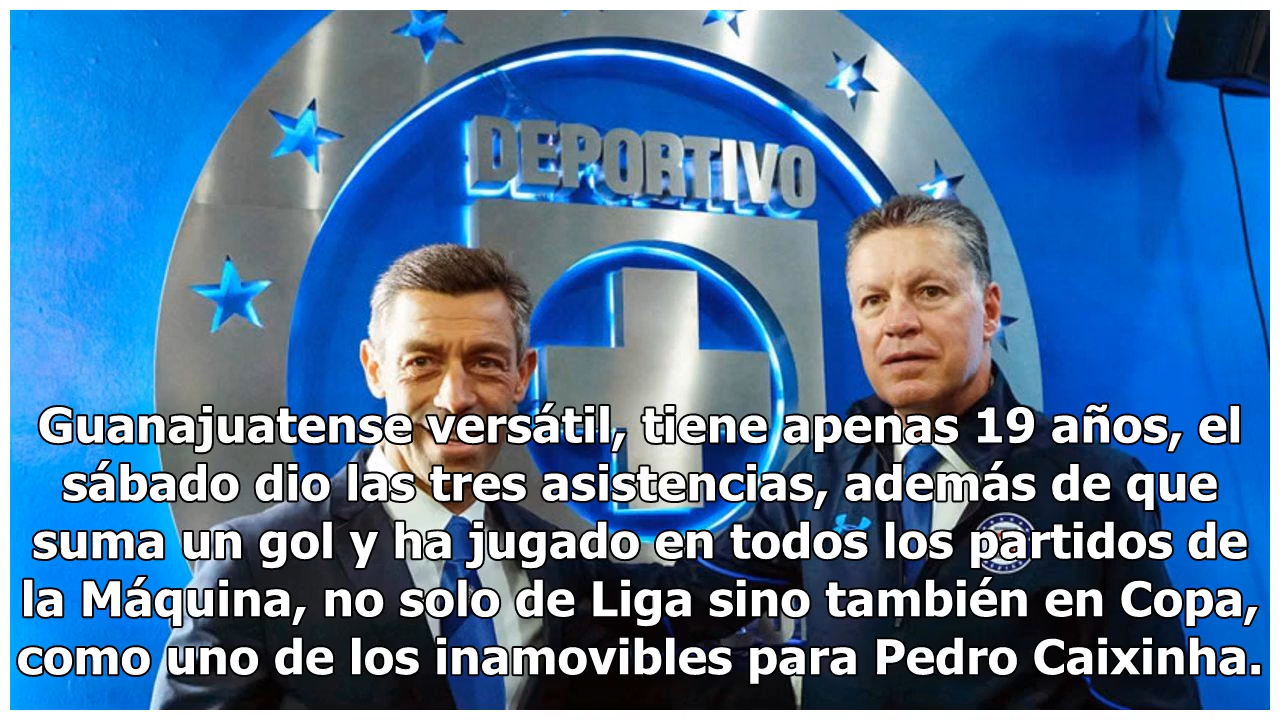 DEPORTIVO
Guanajuatense versátil, tiene apenas 19 años, el
sábado dio las tres asistencias, además de que
suma un gol y ha jugado en todos los partidos de
la Máquina, no solo de Liga sino también en Copa,
como uno de los inamovibles para Pedro Caixinha.